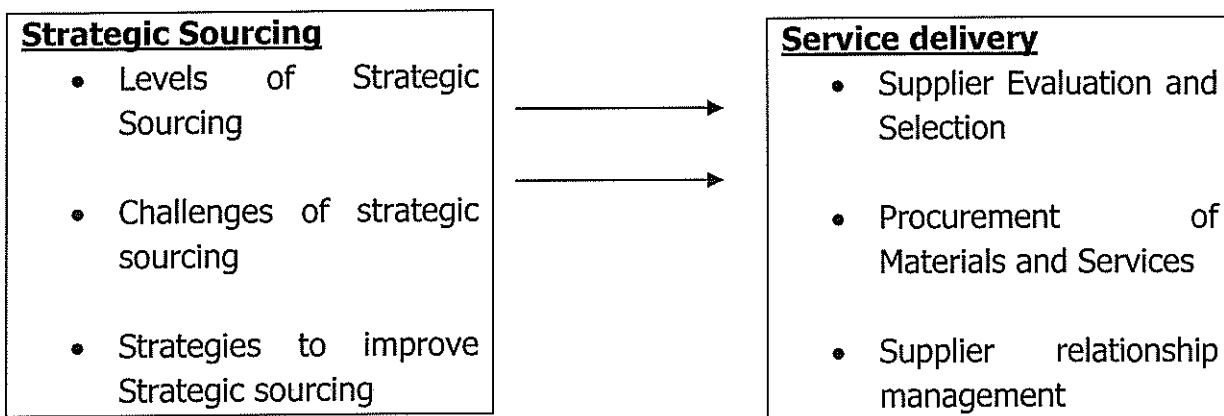 Strategic Sourcing
• Levels of Strategic
Sourcing
• Challenges of strategic
sourcing
• Strategies to improve
Strategic sourcing
Service delivery
• Supplier Evaluation and
Selection
• Procurement of
Materials and Services
• Supplier relationship
management